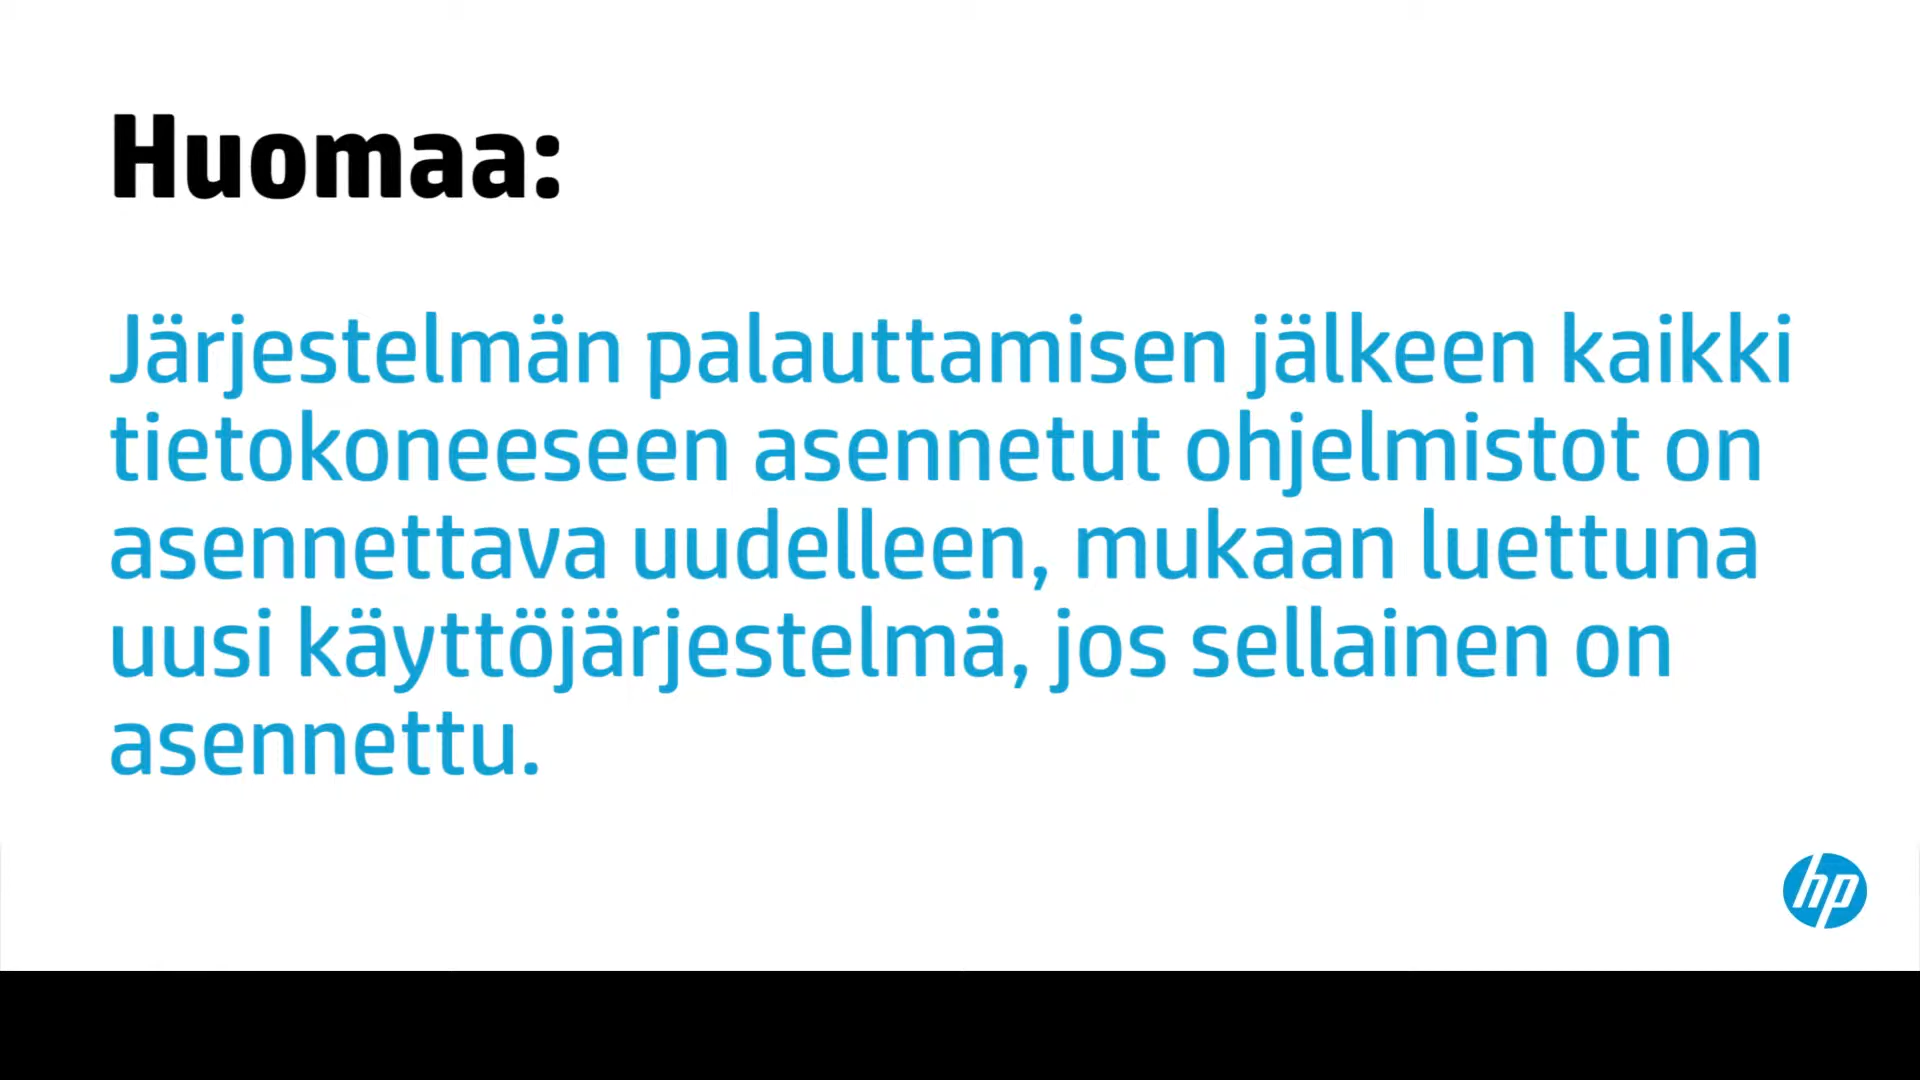 Huomaa:
Järjestelmän palauttamisen jälkeen kaikki
tietokoneeseen asennetut ohjelmistot on
asennettava uudelleen, mukaan luettuna
uusi käyttöjärjestelmä, jos sellainen on
asennettu.
hp